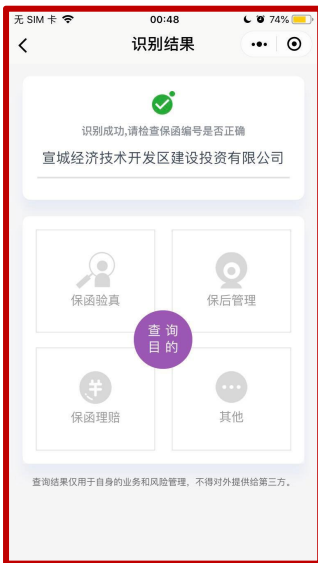 无 SIM 卡 00:48 74%
识别结果
识别成功,请检查保函编号是否正确
宣城经济技术开发区建设投资有限公司
保函验真
保后管理
查询
目的
保函理赔
其他
查询结果仅用于自身的业务和风险管理，不得对外提供给第三方。